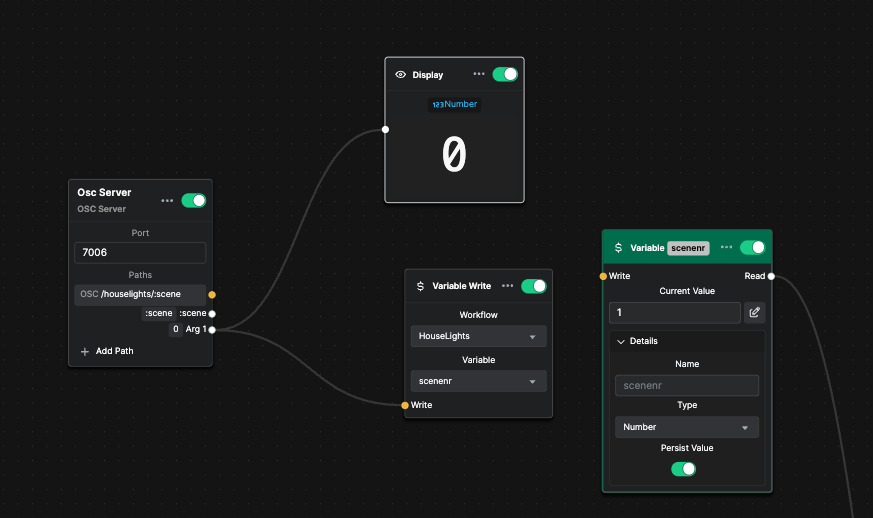 Display
123Number
0
Osc Server
OSC Server
Port
7006
Paths
OSC /houselights/:scene
:scene :scene
0 Arg 1
Add Path
$ Variable Write
Workflow
HouseLights
Variable
scenenr
Write
$ Variable scenenr
Write Read
Current Value
1
Details
Name
scenenr
Type
Number
Persist Value